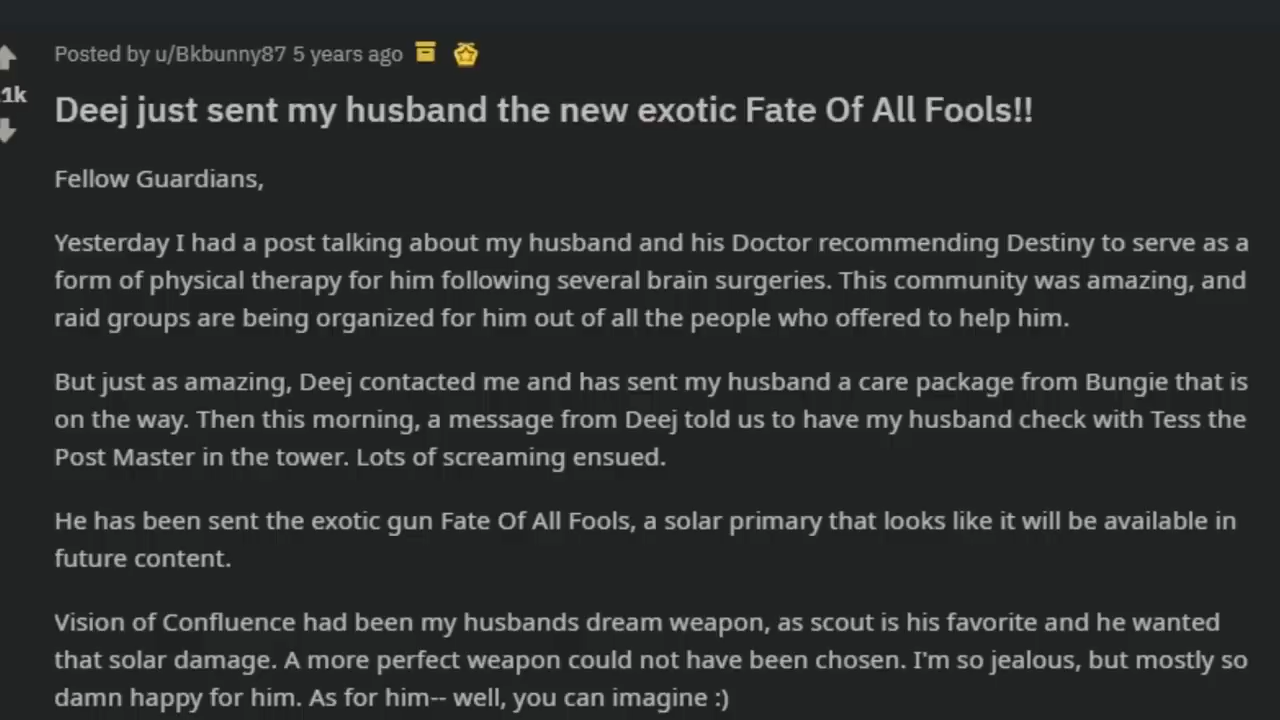 Posted by u/Bkbunny87 5 years ago
1k
Deej just sent my husband the new exotic Fate Of All Fools!!
Fellow Guardians,
Yesterday I had a post talking about my husband and his Doctor recommending Destiny to serve as a
form of physical therapy for him following several brain surgeries. This community was amazing, and
raid groups are being organized for him out of all the people who offered to help him.
But just as amazing, Deej contacted me and has sent my husband a care package from Bungie that is
on the way. Then this morning, a message from Deej told us to have my husband check with Tess the
Post Master in the tower. Lots of screaming ensued.
He has been sent the exotic gun Fate Of All Fools, a solar primary that looks like it will be available in
future content.
Vision of Confluence had been my husbands dream weapon, as scout is his favorite and he wanted
that solar damage. A more perfect weapon could not have been chosen. I'm so jealous, but mostly so
damn happy for him. As for him-- well, you can imagine :)